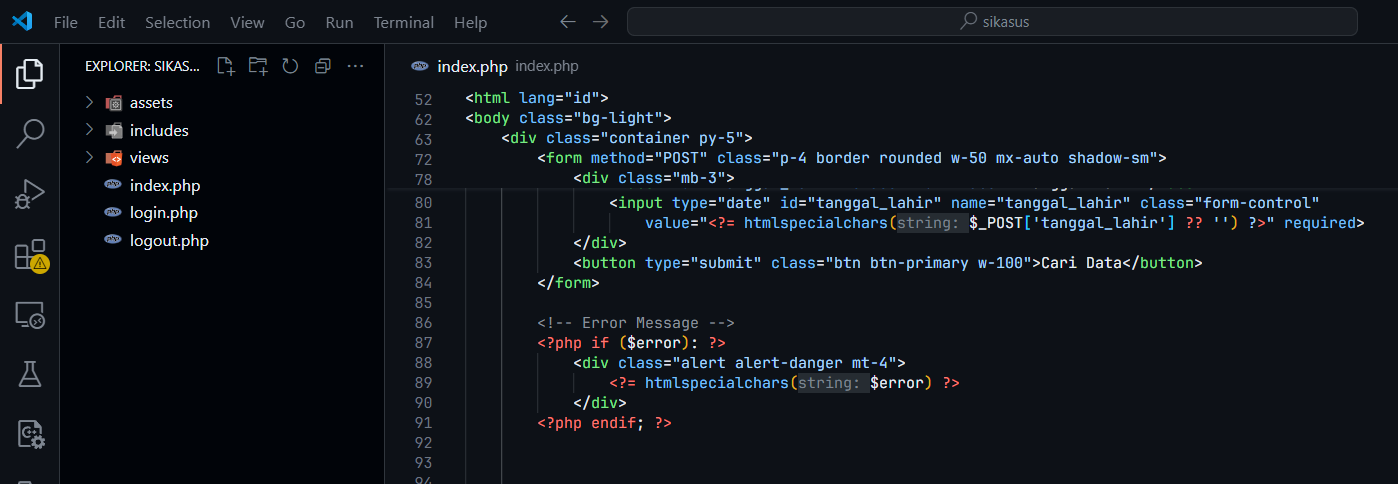 File Edit Selection View Go Run Terminal Help
sikasus
EXPLORER: SIKAS...
assets
includes
views
index.php
login.php
logout.php
index.php index.php
52 <html lang="id">
62 <body class="bg-light">
63 <div class="container py-5">
72 <form method="POST" class="p-4 border rounded w-50 mx-auto shadow-sm">
78 <div class="mb-3">
80 <input type="date" id="tanggal_lahir" name="tanggal_lahir" class="form-control"
81 value="<?= htmlspecialchars(string: $_POST['tanggal_lahir'] ?? '') ?>" required>
82 </div>
83 <button type="submit" class="btn btn-primary w-100">Cari Data</button>
84 </form>
85
86 <!-- Error Message -->
87 <?php if ($error): ?>
88 <div class="alert alert-danger mt-4">
89 <?= htmlspecialchars(string: $error) ?>
90 </div>
91 <?php endif; ?>
92
93